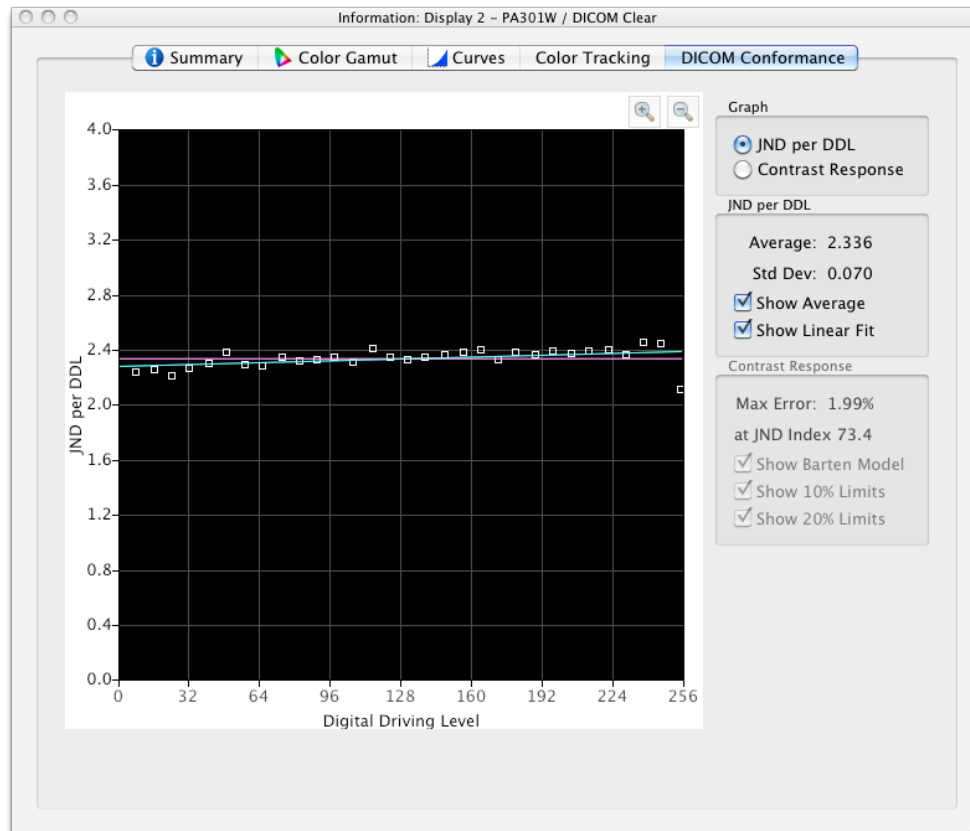 Information: Display 2 – PA301W / DICOM Clear
Summary
Color Gamut
Curves
Color Tracking
DICOM Conformance
JND per DDL
4.0
3.6
3.2
2.8
2.4
2.0
1.6
1.2
0.8
0.4
0.0
0 32 64 96 128 160 192 224 256
Digital Driving Level
Graph
JND per DDL
Contrast Response
JND per DDL
Average: 2.336
Std Dev: 0.070
Show Average
Show Linear Fit
Contrast Response
Max Error: 1.99%
at JND Index 73.4
Show Barten Model
Show 10% Limits
Show 20% Limits